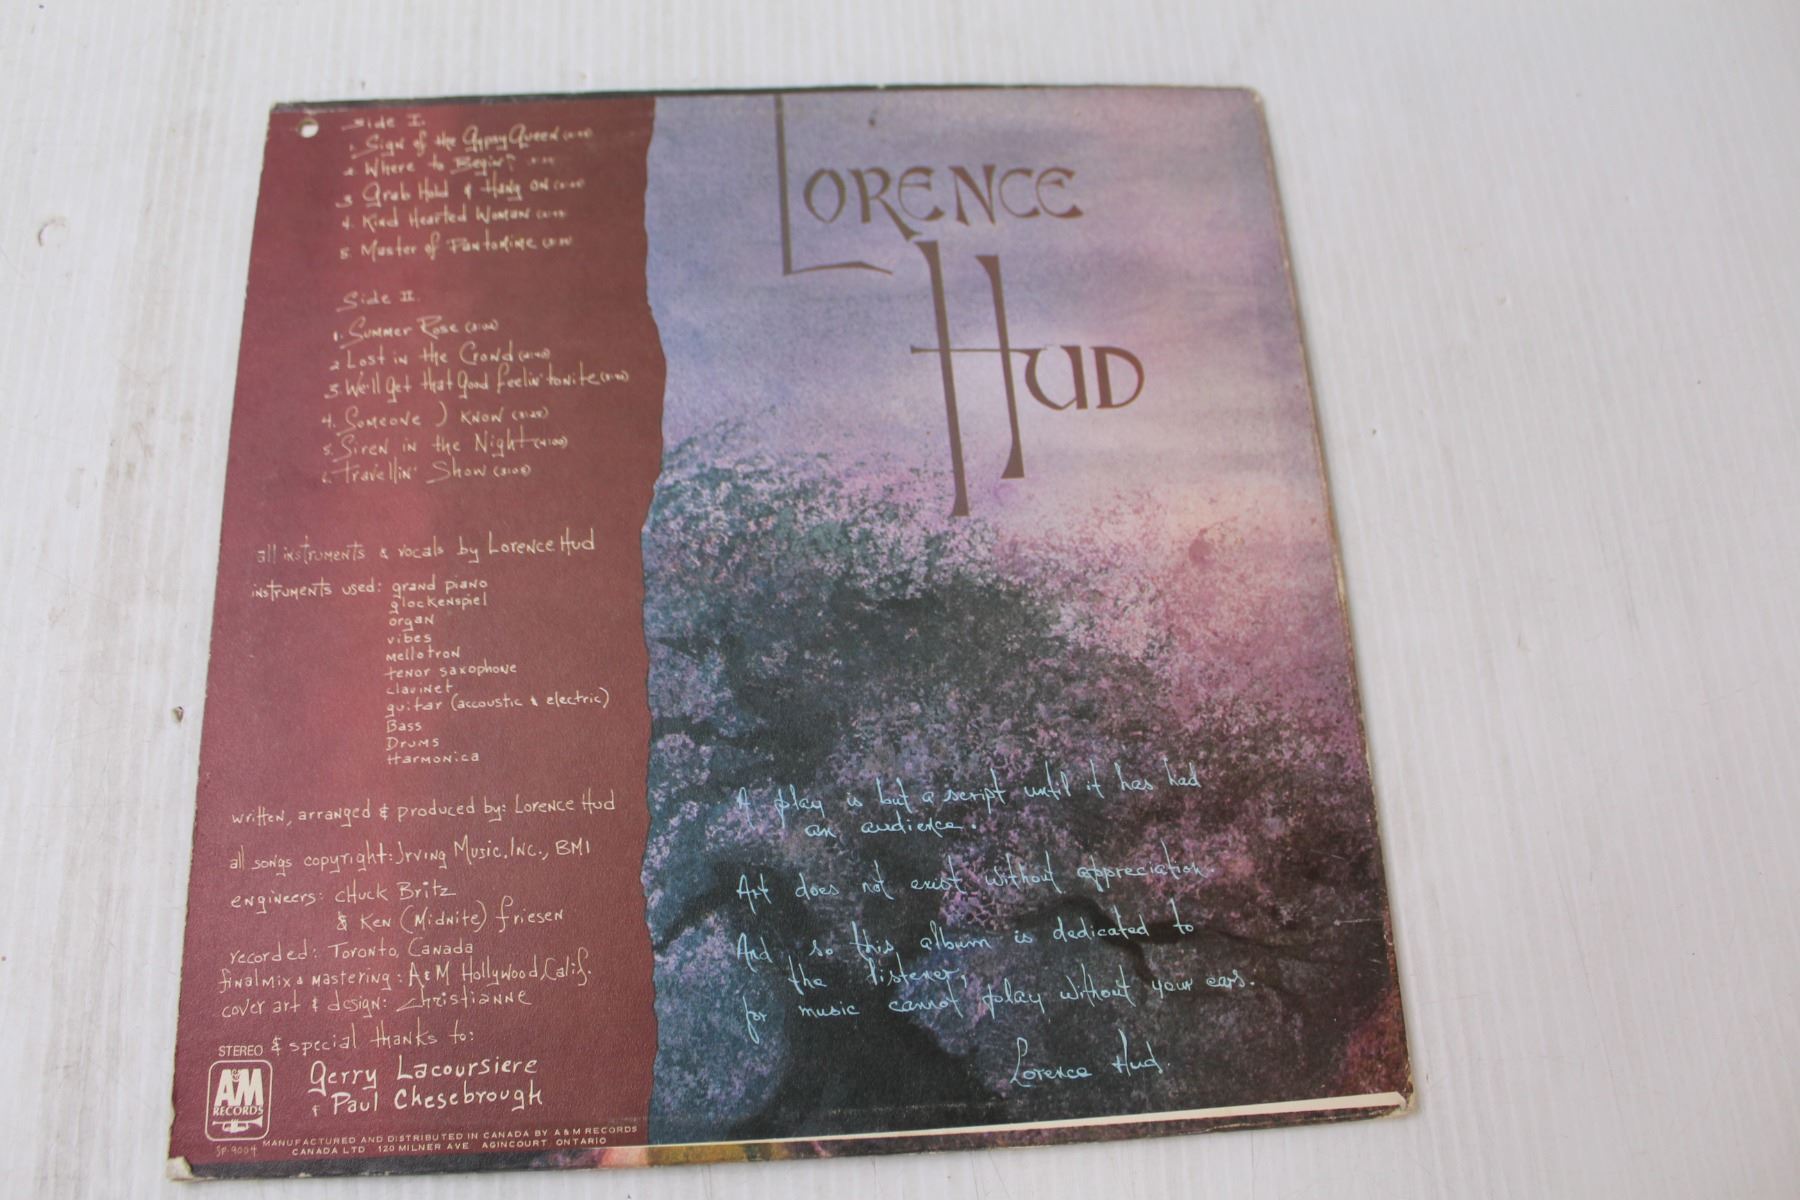 Side I.
1. Sign of the Gypsy Queen
2 Where to Begin?
3 Grab Hold & Hang ON
4. Kind Hearted Woman
5. Master of Pantomime
Side II.
1. Summer Rose
2 Lost in the Crowd
3. We'll get that good feelin' tonite
4. Someone I know
5. Siren in the Night
6. Travellin' Show
all instruments & vocals by Lorence Hud
instruments used: grand piano
glockenspiel
organ
vibes
mellotron
tenor saxophone
clavinet
guitar (accoustic & electric)
Bass
Drums
Harmonica
written, arranged & produced by: Lorence Hud
all songs copyright: Irving Music, Inc., BMI
engineers: Chuck Britz
& Ken (Midnite) Friesen
recorded: Toronto, Canada
final mix & mastering: A&M Hollywood, Calif.
cover art & design: Christianne
& special thanks to:
Gerry Lacoursiere
& Paul Chesebrough
STEREO
A&M
RECORDS
SP-9004
MANUFACTURED AND DISTRIBUTED IN CANADA BY A & M RECORDS
CANADA LTD 120 MILNER AVE AGINCOURT, ONTARIO
LORENCE
HUD
A play is but a script until it has had
an audience.
Art does not exist without appreciation.
And so this album is dedicated to
the listener;
for music cannot play without your ears.
Lorence Hud.